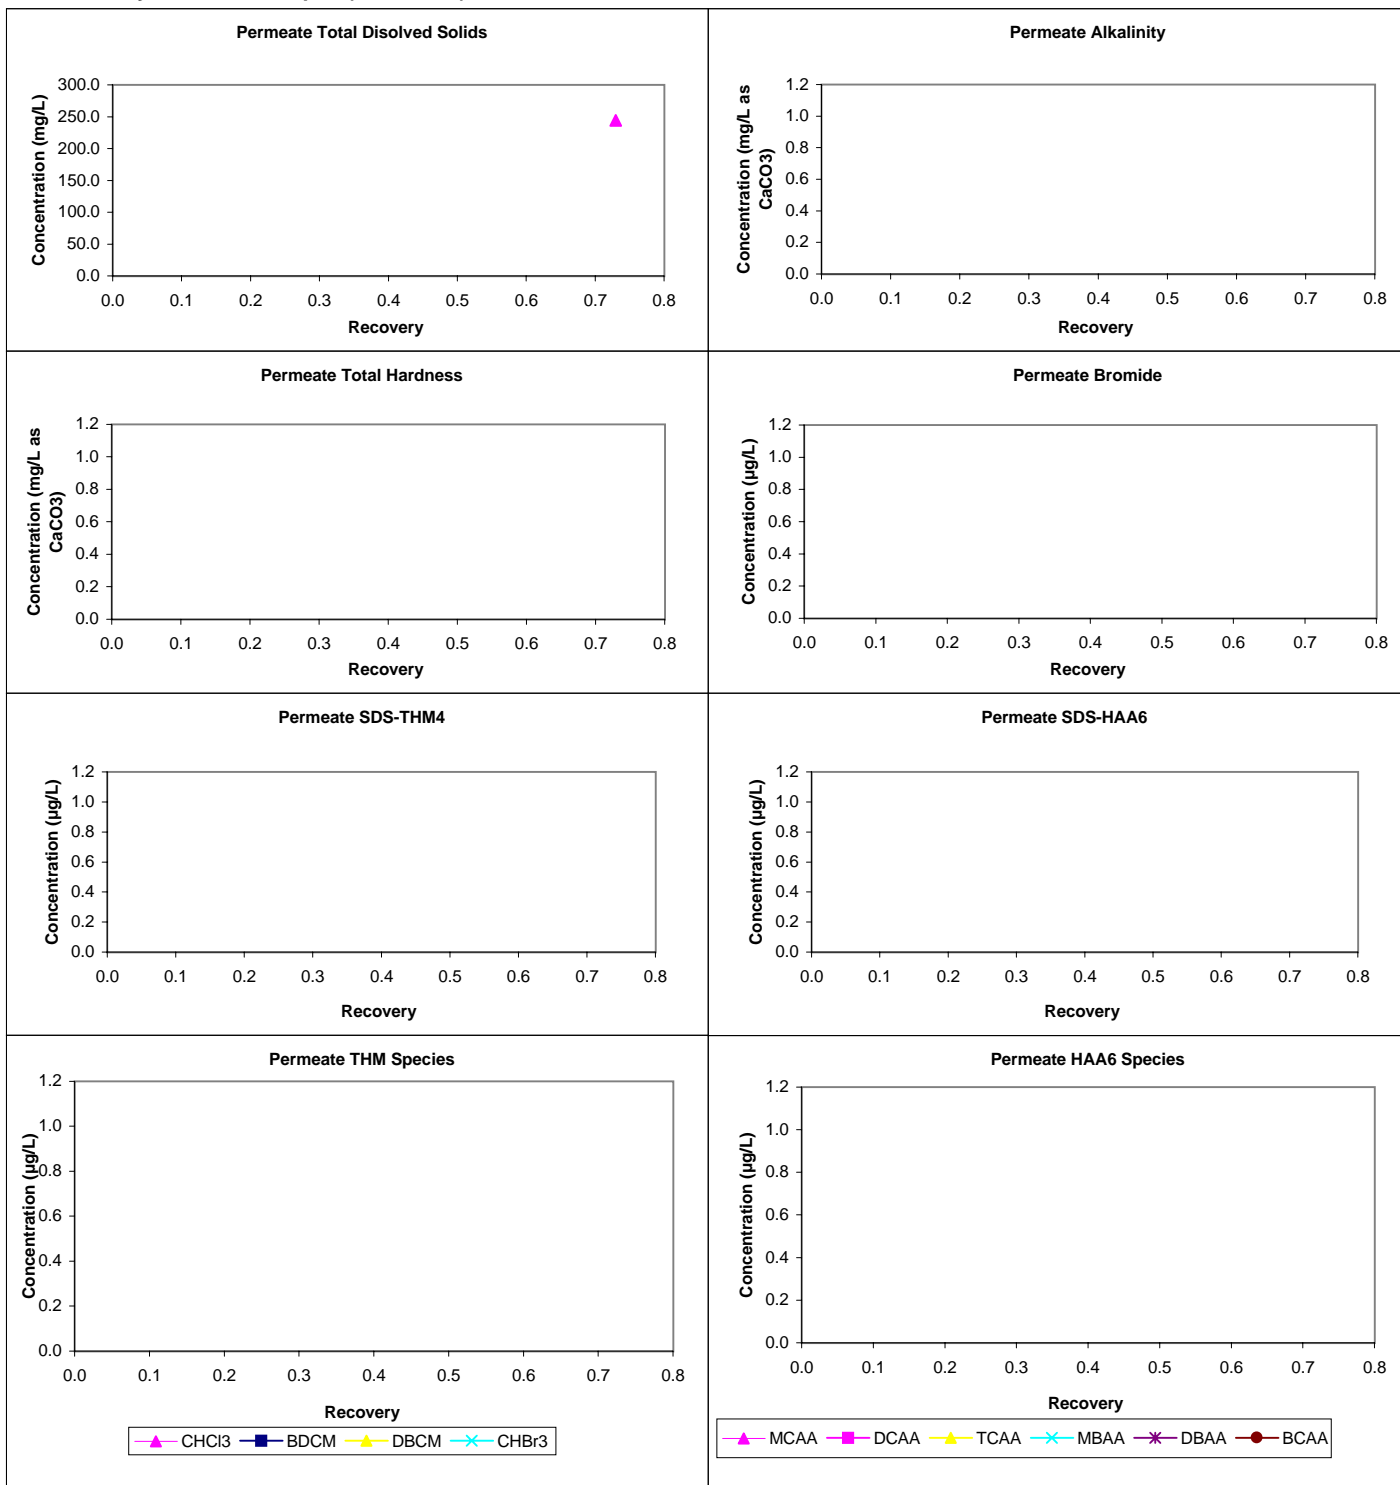 Permeate Total Disolved Solids
Concentration (mg/L)
300.0
250.0
200.0
150.0
100.0
50.0
0.0
0.0 0.1 0.2 0.3 0.4 0.5 0.6 0.7 0.8
Recovery
Permeate Alkalinity
Concentration (mg/L as
CaCO3)
1.2
1.0
0.8
0.6
0.4
0.2
0.0
0.0 0.1 0.2 0.3 0.4 0.5 0.6 0.7 0.8
Recovery
Permeate Total Hardness
Concentration (mg/L as
CaCO3)
1.2
1.0
0.8
0.6
0.4
0.2
0.0
0.0 0.1 0.2 0.3 0.4 0.5 0.6 0.7 0.8
Recovery
Permeate Bromide
Concentration (µg/L)
1.2
1.0
0.8
0.6
0.4
0.2
0.0
0.0 0.1 0.2 0.3 0.4 0.5 0.6 0.7 0.8
Recovery
Permeate SDS-THM4
Concentration (µg/L)
1.2
1.0
0.8
0.6
0.4
0.2
0.0
0.0 0.1 0.2 0.3 0.4 0.5 0.6 0.7 0.8
Recovery
Permeate SDS-HAA6
Concentration (µg/L)
1.2
1.0
0.8
0.6
0.4
0.2
0.0
0.0 0.1 0.2 0.3 0.4 0.5 0.6 0.7 0.8
Recovery
Permeate THM Species
Concentration (µg/L)
1.2
1.0
0.8
0.6
0.4
0.2
0.0
0.0 0.1 0.2 0.3 0.4 0.5 0.6 0.7 0.8
Recovery
CHCl3 BDCM DBCM CHBr3
Permeate HAA6 Species
Concentration (µg/L)
1.2
1.0
0.8
0.6
0.4
0.2
0.0
0.0 0.1 0.2 0.3 0.4 0.5 0.6 0.7 0.8
Recovery
MCAA DCAA TCAA MBAA DBAA BCAA